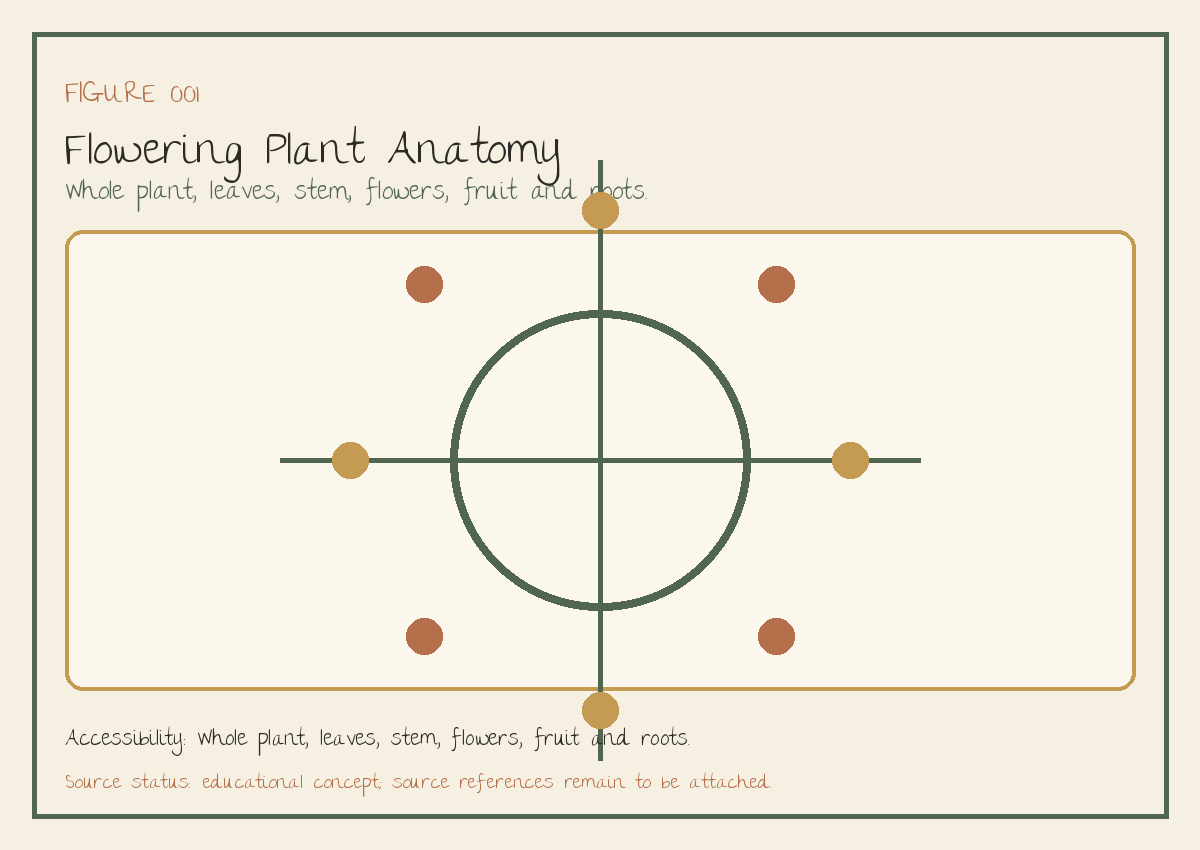 FIGURE 001
Flowering Plant Anatomy
Whole plant, leaves, stem, flowers, fruit and roots.
Accessibility: Whole plant, leaves, stem, flowers, fruit and roots.
Source status: educational concept; source references remain to be attached.